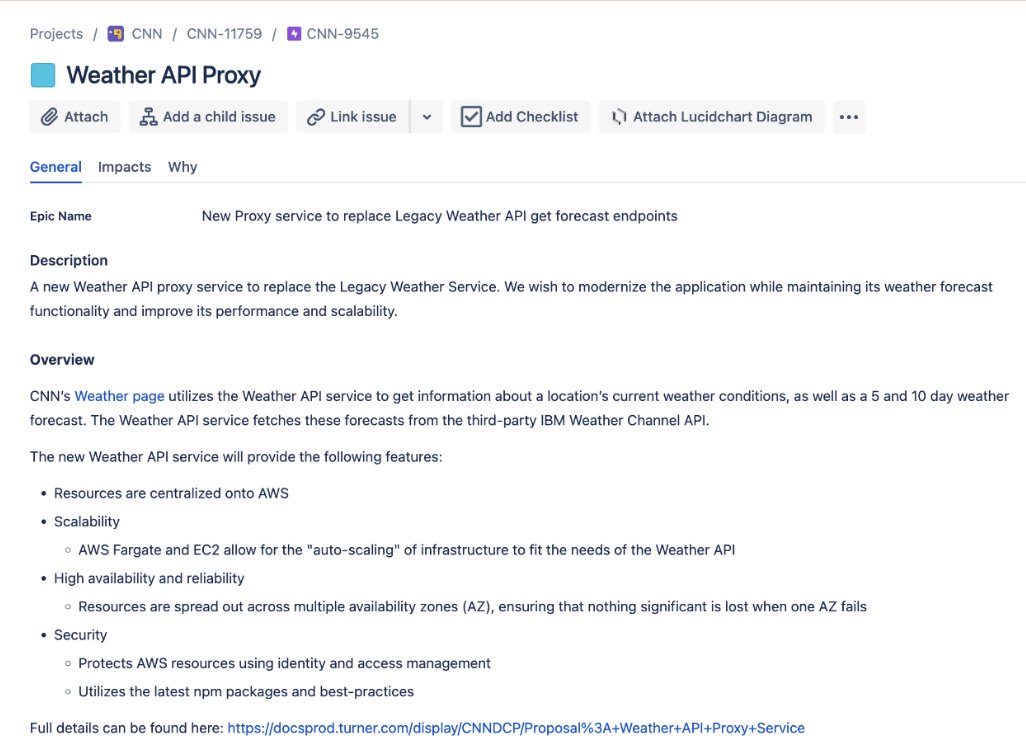 Projects / CNN / CNN-11759 / CNN-9545
Weather API Proxy
Attach Add a child issue Link issue Add Checklist Attach Lucidchart Diagram
General Impacts Why
Epic Name New Proxy service to replace Legacy Weather API get forecast endpoints
Description
A new Weather API proxy service to replace the Legacy Weather Service. We wish to modernize the application while maintaining its weather forecast
functionality and improve its performance and scalability.
Overview
CNN’s Weather page utilizes the Weather API service to get information about a location’s current weather conditions, as well as a 5 and 10 day weather
forecast. The Weather API service fetches these forecasts from the third-party IBM Weather Channel API.
The new Weather API service will provide the following features:
• Resources are centralized onto AWS
• Scalability
◦ AWS Fargate and EC2 allow for the "auto-scaling" of infrastructure to fit the needs of the Weather API
• High availability and reliability
◦ Resources are spread out across multiple availability zones (AZ), ensuring that nothing significant is lost when one AZ fails
• Security
◦ Protects AWS resources using identity and access management
◦ Utilizes the latest npm packages and best-practices
Full details can be found here: https://docsprod.turner.com/display/CNNDCP/Proposal%3A+Weather+API+Proxy+Service